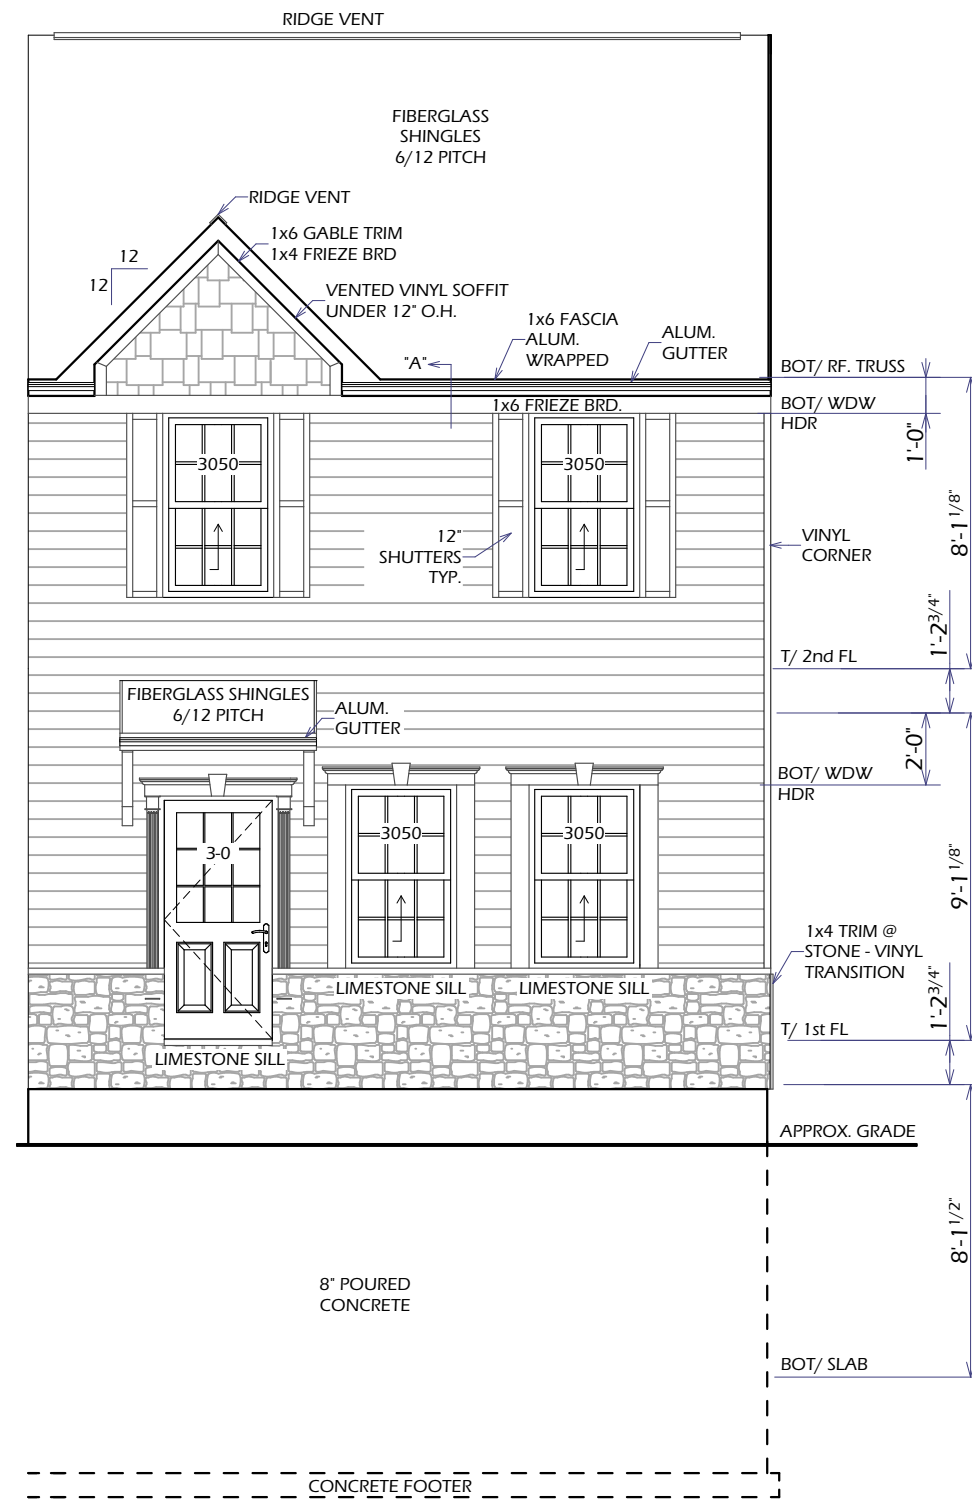 RIDGE VENT
FIBERGLASS
SHINGLES
6/12 PITCH
RIDGE VENT
1x6 GABLE TRIM
1x4 FRIEZE BRD
12
12
VENTED VINYL SOFFIT
UNDER 12" O.H.
1x6 FASCIA
ALUM.
WRAPPED
ALUM.
GUTTER
"A"
BOT/ RF. TRUSS
1x6 FRIEZE BRD.
BOT/ WDW
HDR
1'-0"
8'-1 1/8"
3050
3050
12"
SHUTTERS
TYP.
VINYL
CORNER
1'-2 3/4"
T/ 2nd FL
FIBERGLASS SHINGLES
6/12 PITCH
ALUM.
GUTTER
2'-0"
BOT/ WDW
HDR
3-0
3050
3050
9'-1 1/8"
1x4 TRIM @
STONE - VINYL
TRANSITION
LIMESTONE SILL
LIMESTONE SILL
1'-2 3/4"
T/ 1st FL
LIMESTONE SILL
APPROX. GRADE
8'-1 1/2"
8" POURED
CONCRETE
BOT/ SLAB
CONCRETE FOOTER